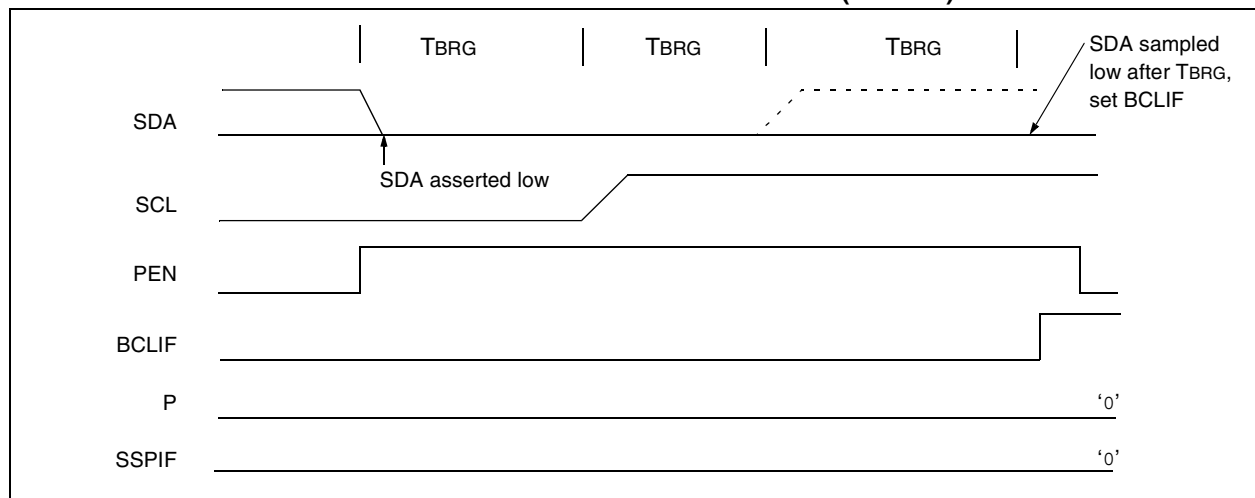 TBRG TBRG TBRG
SDA sampled
low after TBRG,
set BCLIF
SDA
SDA asserted low
SCL
PEN
BCLIF
P
‘0’
SSPIF
‘0’